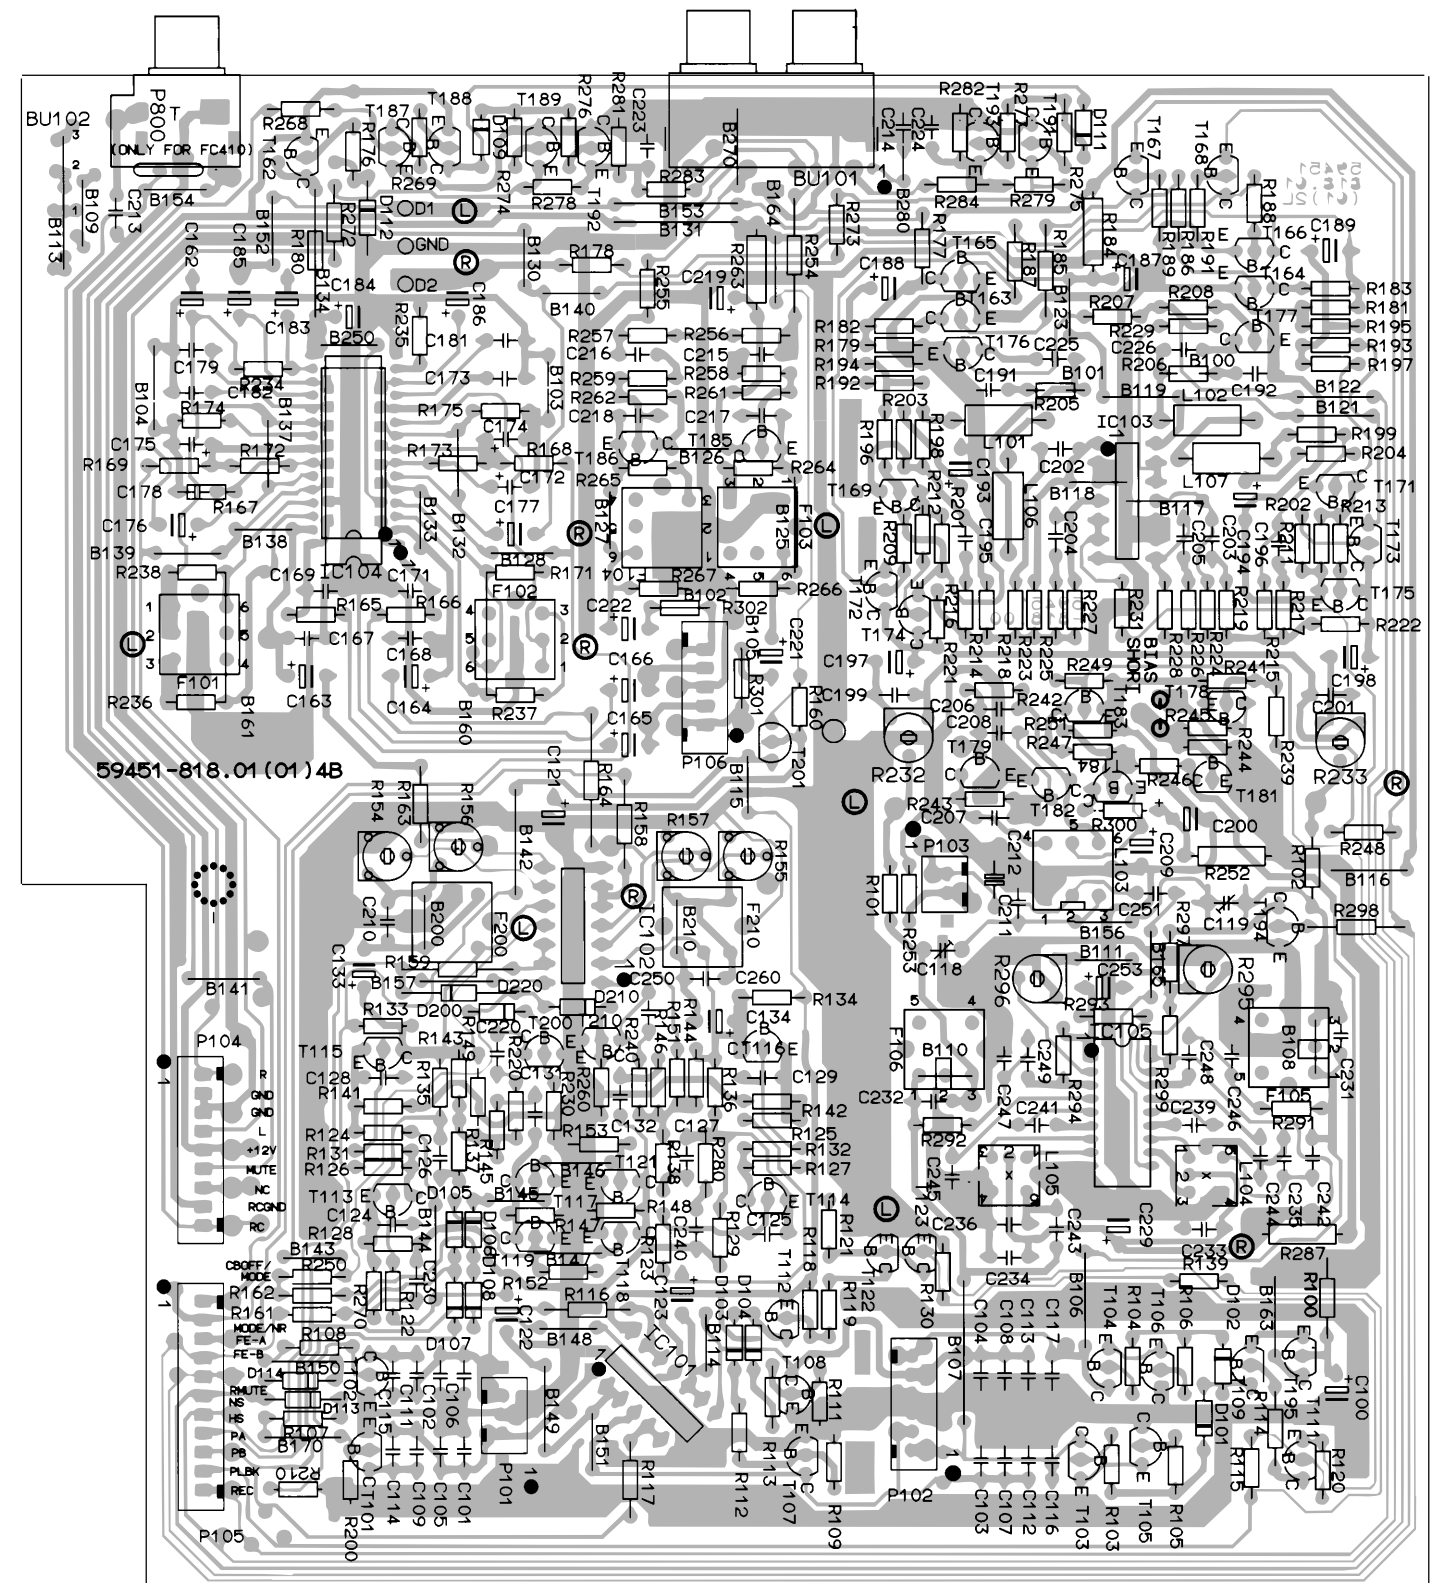 BU102
P800
T
(ONLY FOR FC410)
R268
T162
R176
T187
T188
D109
T189
R276
R281
C223
B270
C214
C224
R282
T193
R277
T191
D111
T167
T168
B109
B113
C213
B154
R269
D1
L
R274
R278
T192
R283
B153
B131
B164
BU101
R273
B280
R284
R279
R275
R184
R188
T166
C189
C162
C185
B152
R180
B134
R272
D112
GND
R
D2
B130
R178
B140
R255
C219
R263
R254
C188
R177
T165
R185
B123
C187
R189
R186
R191
T164
R183
C184
C183
B250
R235
C186
C181
R257
R256
R182
T163
R207
R208
R229
T177
R181
C179
C216
C215
R179
T176
C225
C226
R195
R234
C182
C173
R259
R258
R194
R206
B100
R193
B104
R174
B137
R175
B103
R262
R261
R192
C191
B101
C192
R197
C218
C217
R203
R205
B119
L102
B122
C175
C174
T185
B126
R196
R198
L101
IC103
B121
R169
R172
R173
R168
T186
R264
C202
R199
R204
C178
R167
C172
R265
T169
R212
R201
C193
L106
B118
L107
T171
C176
B133
B132
C177
B127
B125
F103
L
R209
C195
C204
B117
C205
C203
C194
C196
R202
R211
R213
T173
B139
B138
B128
R
R238
C169
IC104
C171
R171
F102
R267
R266
T172
T175
R165
R166
C222
B102
R302
R216
R227
R231
R228
R226
R224
R219
R217
R222
L
C167
C168
C166
B105
C221
T174
C197
R221
R214
R218
R223
R225
R249
BIAS
SHORT
R241
R215
F101
R236
C163
C164
R237
R301
R160
C199
C206
R242
T183
T178
C201
C198
B161
B160
C165
C208
R251
R245
R247
R244
59451-818.01(01)4B
P106
T201
R232
T179
R246
R239
R233
R154
R163
R156
C121
R164
B115
L
R243
T182
T181
R
B142
R158
R157
C207
R300
C200
R248
R155
P103
C212
L103
C209
R252
R102
B116
C210
B200
F200
L
R
IC102
B210
F210
R101
R253
C211
C251
B156
C119
T194
R298
C133
R159
B157
D220
C250
C260
C118
B111
R297
B141
D200
D210
R134
R296
C253
B165
R295
R133
R143
R149
C220
T200
T210
R151
R144
C134
R293
P104
T115
R220
C131
R240
R146
T116
F106
B110
IC105
B108
R
GND
GND
L
+12V
MUTE
NC
RCGND
RC
C128
R141
R135
R230
R260
R136
C129
R142
C232
C247
C249
R294
R299
C248
C246
F105
C231
R124
R131
R126
C126
R137
R145
R153
C132
C127
R125
R132
R127
R292
C241
C239
R291
T113
C124
R128
D105
B145
B146
T121
R138
R280
T114
C245
L105
L104
B144
T117
R148
C125
L
T123
C236
C243
C229
C244
C235
C242
B143
D106
T119
R147
B147
R123
C240
R129
R118
R121
C234
C233
R
R287
CBOFF/
MODE
R250
C230
D108
R152
T118
T112
T122
R130
B106
R139
R162
R161
R270
R122
R116
C123
D103
D104
R119
D102
B163
R100
MODE/NR
FE-A
FE-B
R108
D107
C122
B148
IC101
B114
B107
C104
C108
C113
C117
T104
R104
T106
R106
D114
B150
T102
C115
C111
C102
C106
T108
T109
T195
C100
RMUTE
NS
HS
D113
B149
R111
D101
R114
T111
PA
R107
B170
B151
PB
PLBK
REC
R210
P101
R117
R112
R113
T107
R109
P102
R115
R120
P105
R200
T101
C114
C109
C105
C101
C103
C107
C112
C116
T103
R103
T105
R105